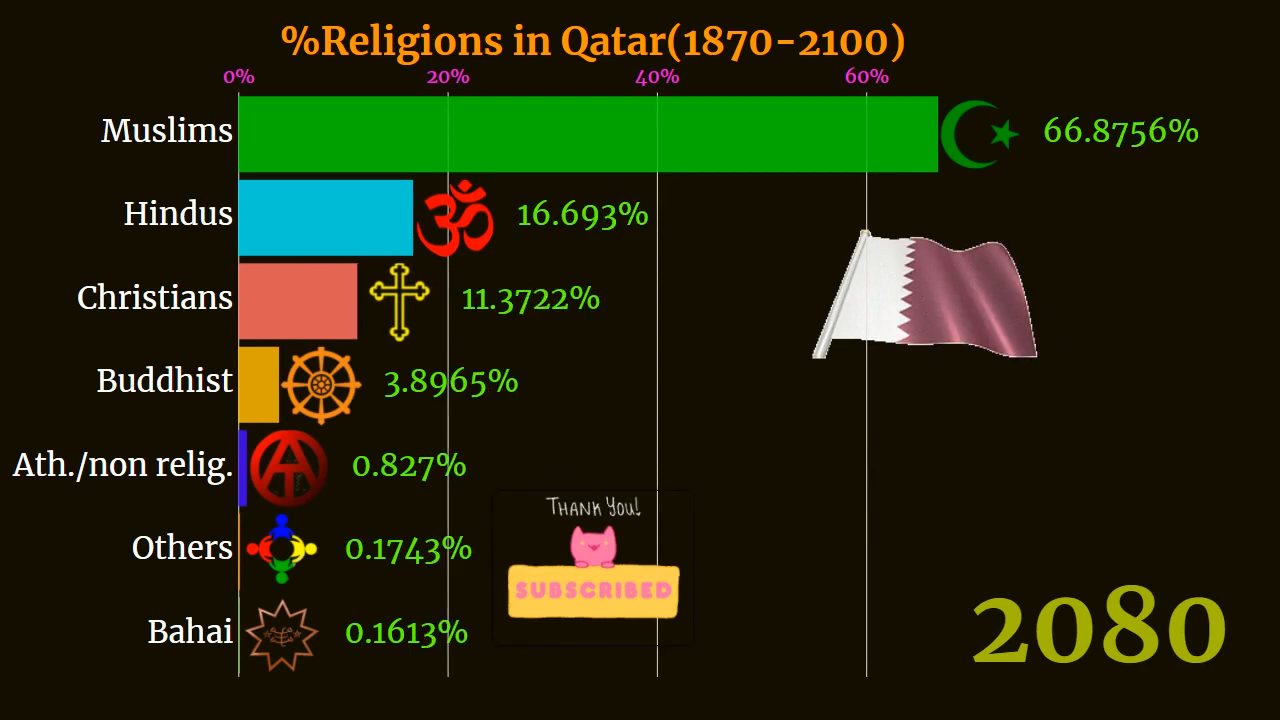 %Religions in Qatar(1870-2100)
0% 20% 40% 60%
Muslims 66.8756%
Hindus ॐ 16.693%
Christians 11.3722%
Buddhist 3.8965%
Ath./non relig. 0.827%
THANK YOU!
Others 0.1743%
SUBSCRIBED
Bahai 0.1613%
2080